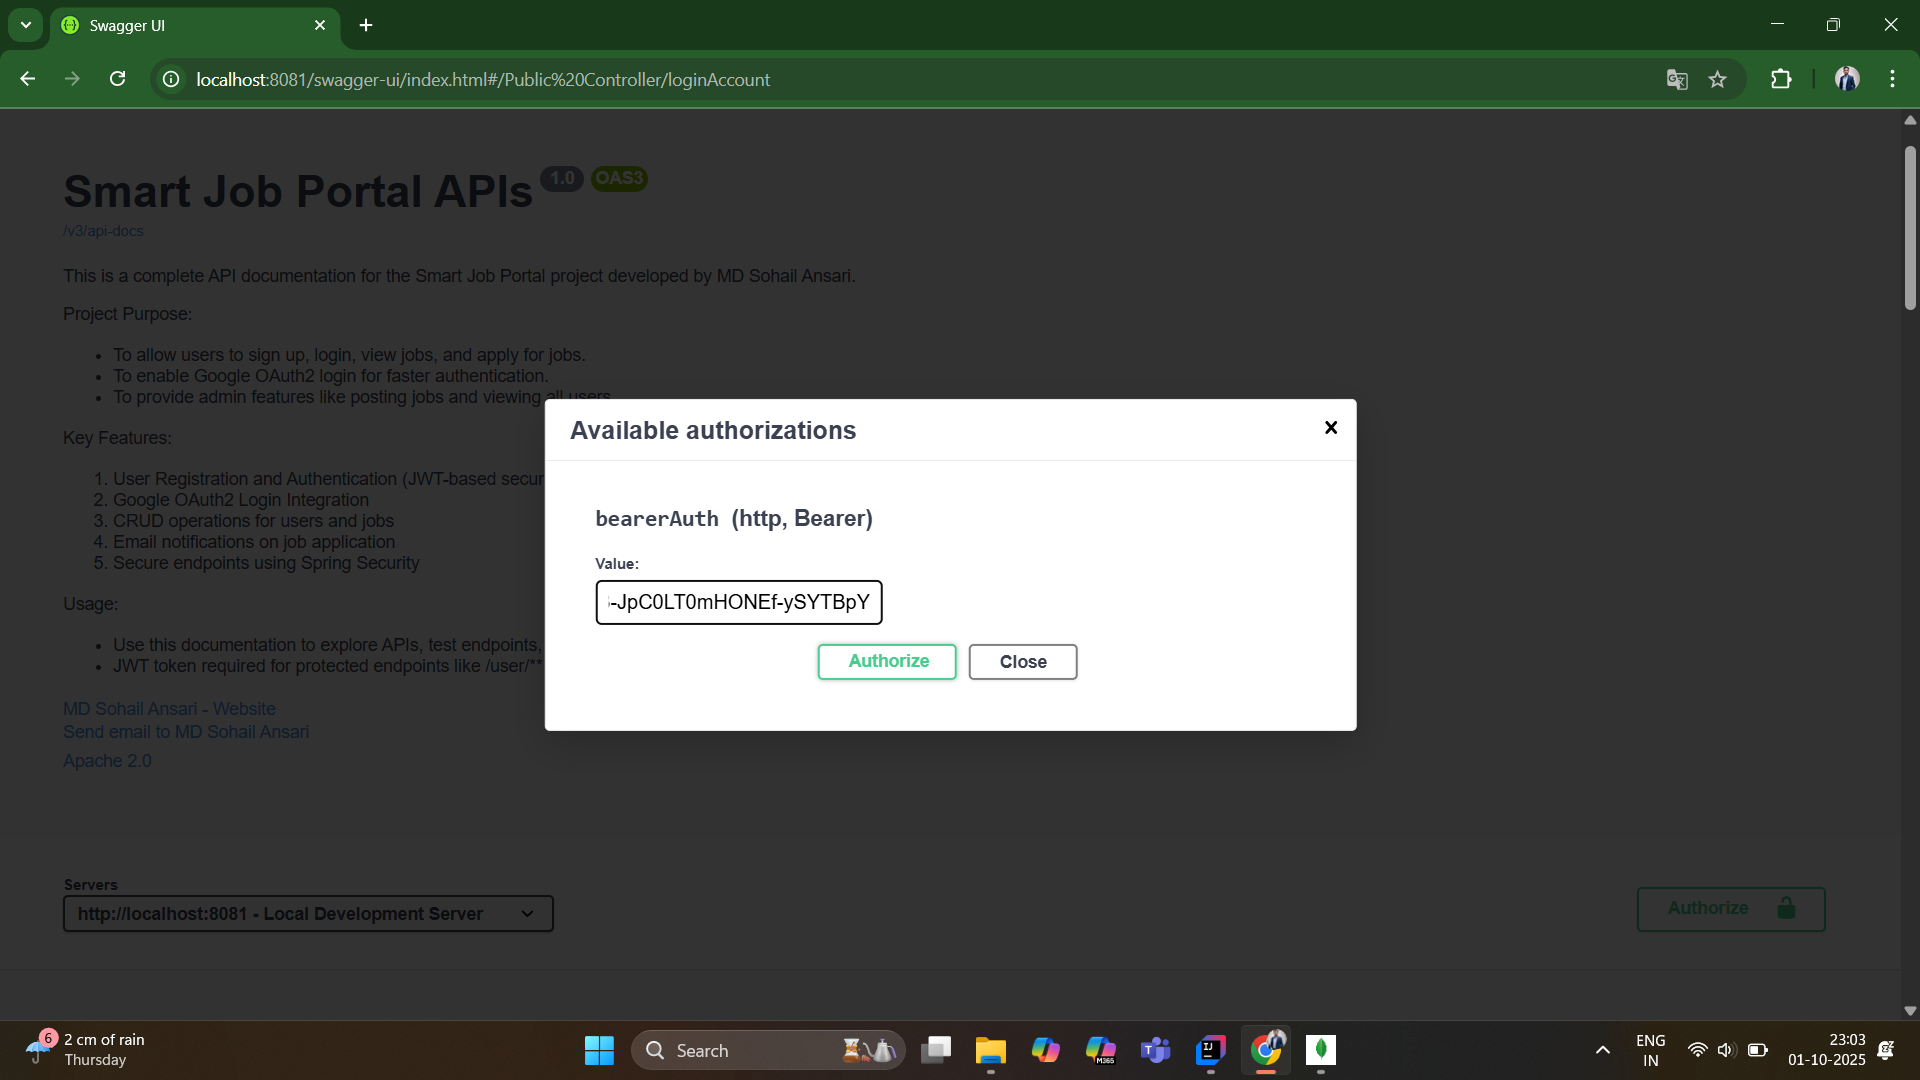 Swagger UI
localhost:8081/swagger-ui/index.html#/Public%20Controller/loginAccount
Smart Job Portal APIs 1.0 OAS3
/v3/api-docs
This is a complete API documentation for the Smart Job Portal project developed by MD Sohail Ansari.
Project Purpose:
• To allow users to sign up, login, view jobs, and apply for jobs.
• To enable Google OAuth2 login for faster authentication.
• To provide admin features like posting jobs and viewing all users
Key Features:
1. User Registration and Authentication (JWT-based secur
2. Google OAuth2 Login Integration
3. CRUD operations for users and jobs
4. Email notifications on job application
5. Secure endpoints using Spring Security
Usage:
• Use this documentation to explore APIs, test endpoints,
• JWT token required for protected endpoints like /user/**
MD Sohail Ansari - Website
Send email to MD Sohail Ansari
Apache 2.0
Available authorizations
bearerAuth (http, Bearer)
Value:
-JpC0LT0mHONEf-ySYTBpY
Authorize
Close
Servers
http://localhost:8081 - Local Development Server
Authorize
6
2 cm of rain
Thursday
Search
M365
ENG
IN
23:03
01-10-2025